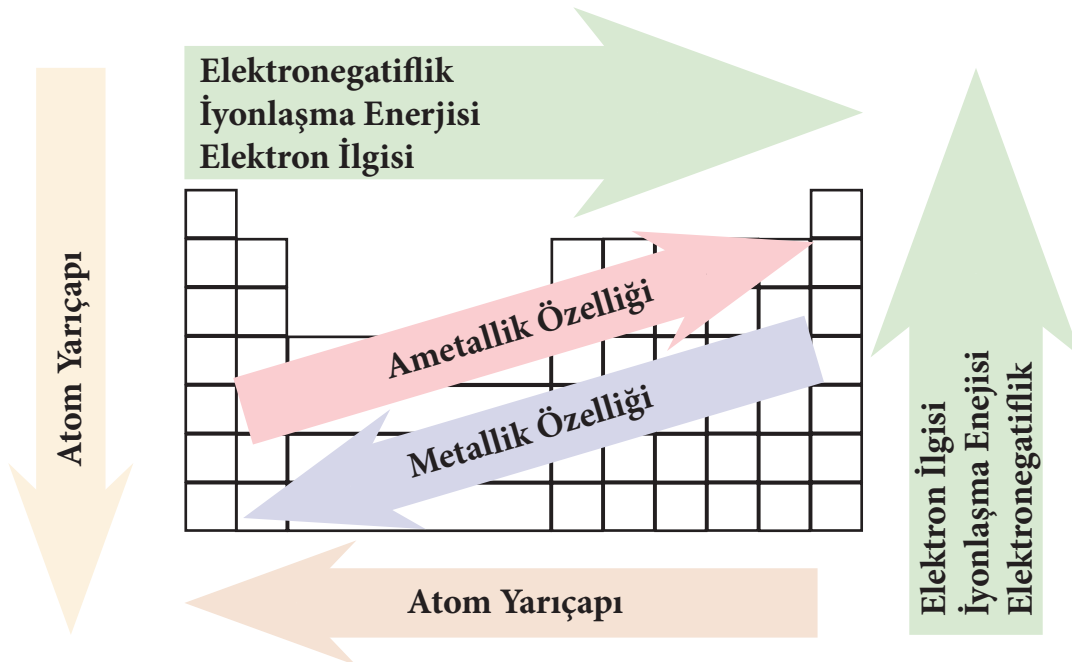 Elektronegatiflik
İyonlaşma Enerjisi
Elektron İlgisi
Atom Yarıçapı
Ametallik Özelliği
Metallik Özelliği
Elektron İlgisi
İyonlaşma Enejisi
Elektronegatiflik
Atom Yarıçapı